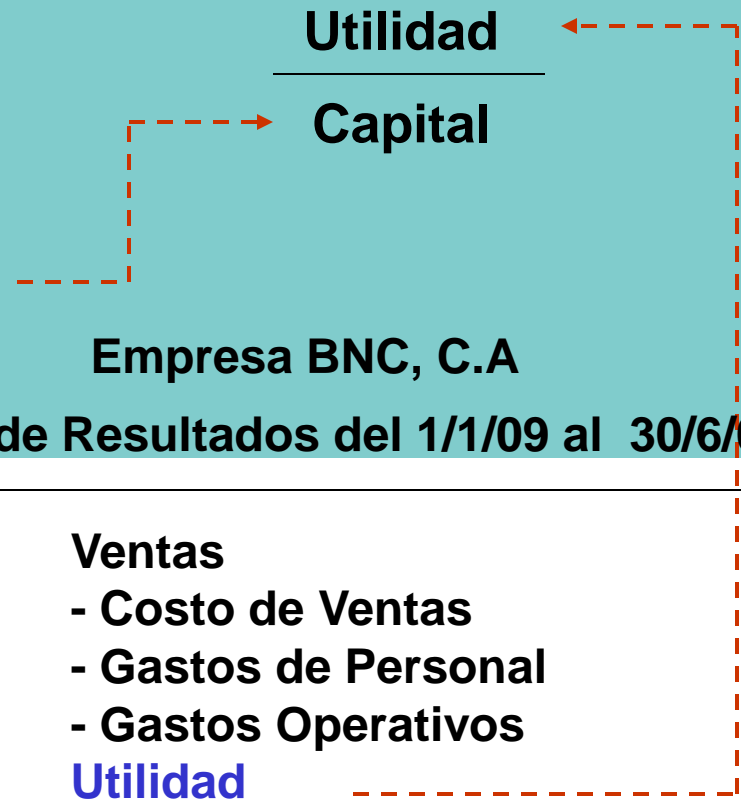 Utilidad
Capital
Empresa BNC, C.A
de Resultados del 1/1/09 al 30/6/
Ventas
- Costo de Ventas
- Gastos de Personal
- Gastos Operativos
Utilidad